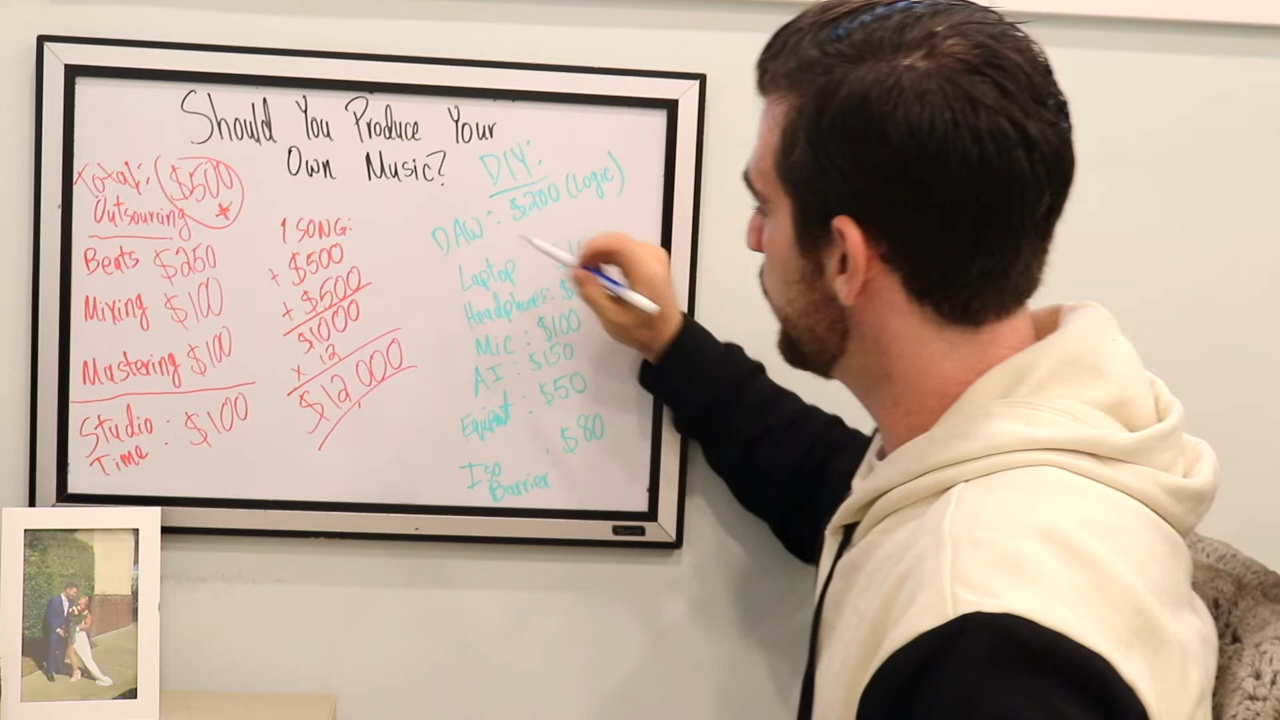 Should You Produce Your
Own Music?
Total: $500
Outsourcing
Beats $250
Mixing $100
Mastering $100
Studio Time: $100
1 SONG:
+ $500
+ $500
$1000
x 12
$12,000
DIY:
DAW: $200 (Logic)
Laptop
Headphones: $
Mic: $100
AI: $150
: $50
Iso Barrier: $80